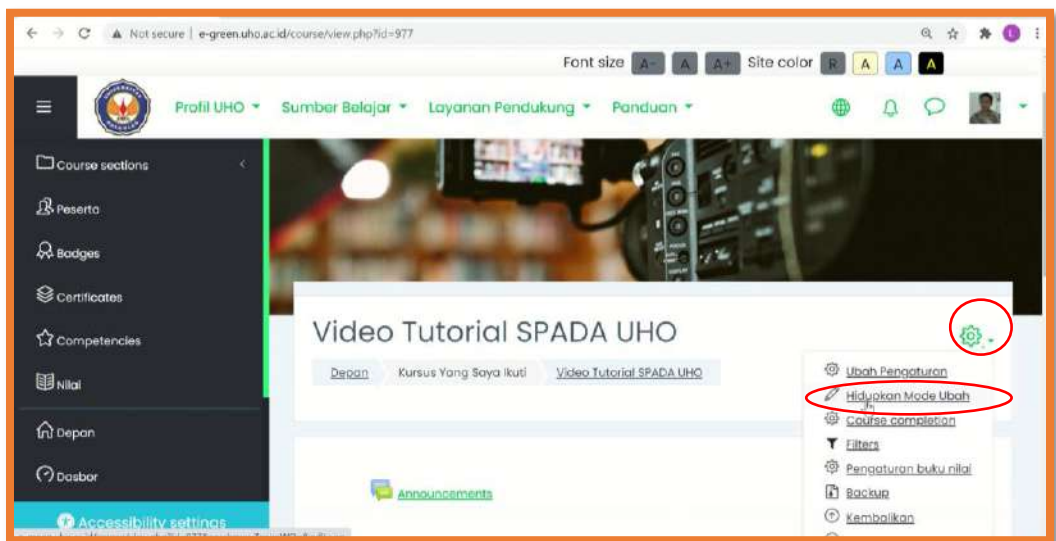 Not secure | e-green.uho.ac.id/course/view.php?id=977
Font size A- A A+ Site color R A A A
Profil UHO Sumber Belajar Layanan Pendukung Panduan
Course sections
Peserta
Badges
Certificates
Competencies
Nilai
Depan
Dasbor
Accessibility settings
Video Tutorial SPADA UHO
Depan Kursus Yang Saya Ikuti Video Tutorial SPADA UHO
Announcements
Ubah Pengaturan
Hidupkan Mode Ubah
Course completion
Filters
Pengaturan buku nilai
Backup
Kembalikan